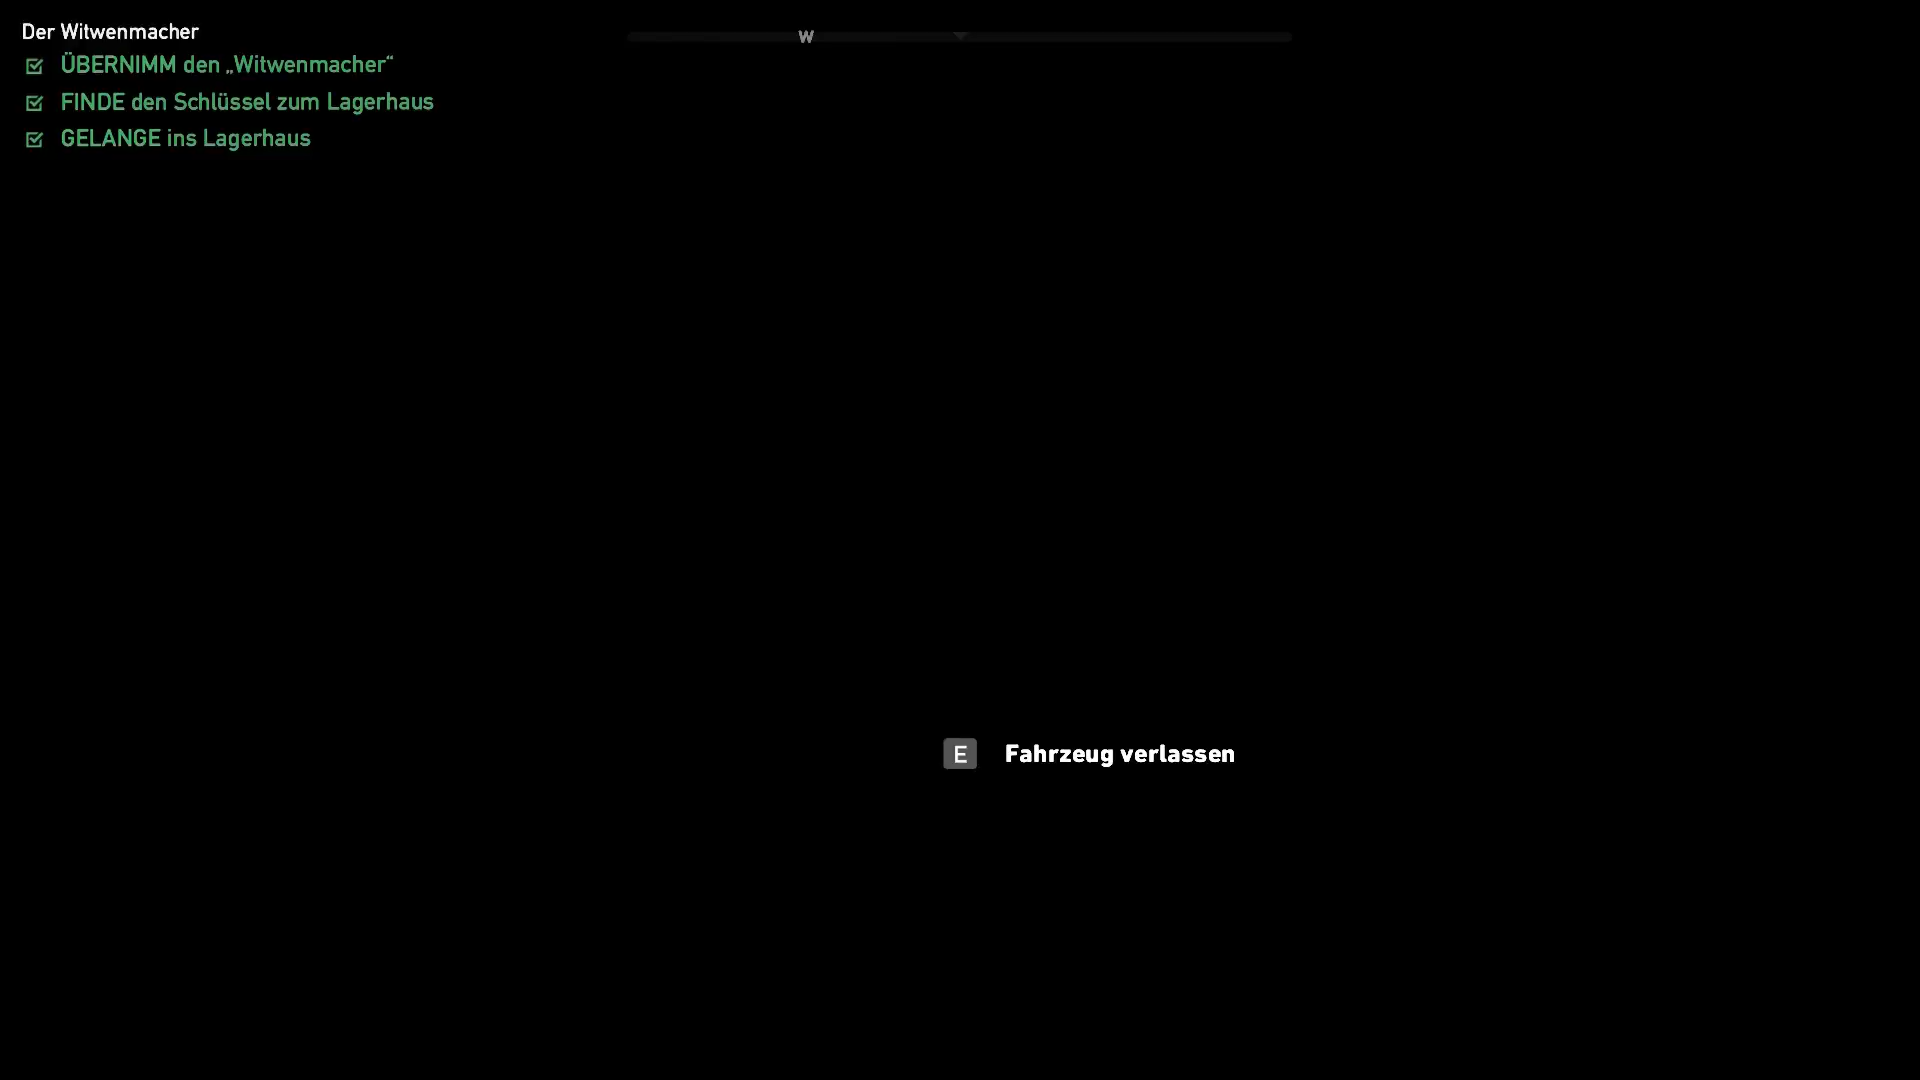 Der Witwenmacher
W
ÜBERNIMM den „Witwenmacher“
FINDE den Schlüssel zum Lagerhaus
GELANGE ins Lagerhaus
E Fahrzeug verlassen